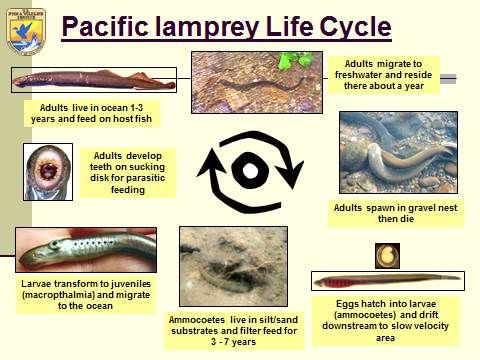 Pacific lamprey Life Cycle
FISH & WILDLIFE
SERVICE
Adults live in ocean 1-3
years and feed on host fish
Adults migrate to
freshwater and reside
there about a year
Adults develop
teeth on sucking
disk for parasitic
feeding
Adults spawn in gravel nest
then die
Larvae transform to juveniles
(macropthalmia) and migrate
to the ocean
Ammocoetes live in silt/sand
substrates and filter feed for
3 - 7 years
Eggs hatch into larvae
(ammocoetes) and drift
downstream to slow velocity
area